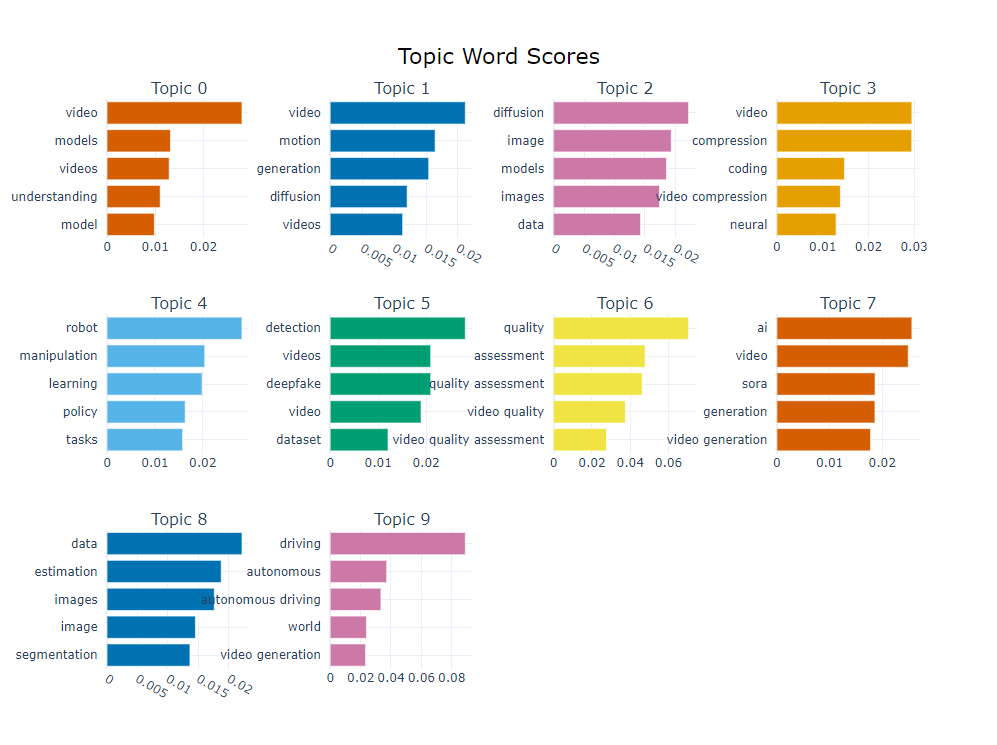 Topic Word Scores
Topic 0
video
models
videos
understanding
model
0 0.01 0.02
Topic 1
video
motion
generation
diffusion
videos
0 0.005 0.01 0.015 0.02
Topic 2
diffusion
image
models
images
data
0 0.005 0.01 0.015 0.02
Topic 3
video
compression
coding
video compression
neural
0 0.01 0.02 0.03
Topic 4
robot
manipulation
learning
policy
tasks
0 0.01 0.02
Topic 5
detection
videos
deepfake
video
dataset
0 0.01 0.02
Topic 6
quality
assessment
quality assessment
video quality
video quality assessment
0 0.02 0.04 0.06
Topic 7
ai
video
sora
generation
video generation
0 0.01 0.02
Topic 8
data
estimation
images
image
segmentation
0 0.005 0.01 0.015 0.02
Topic 9
driving
autonomous
autonomous driving
world
video generation
0 0.02 0.04 0.06 0.08